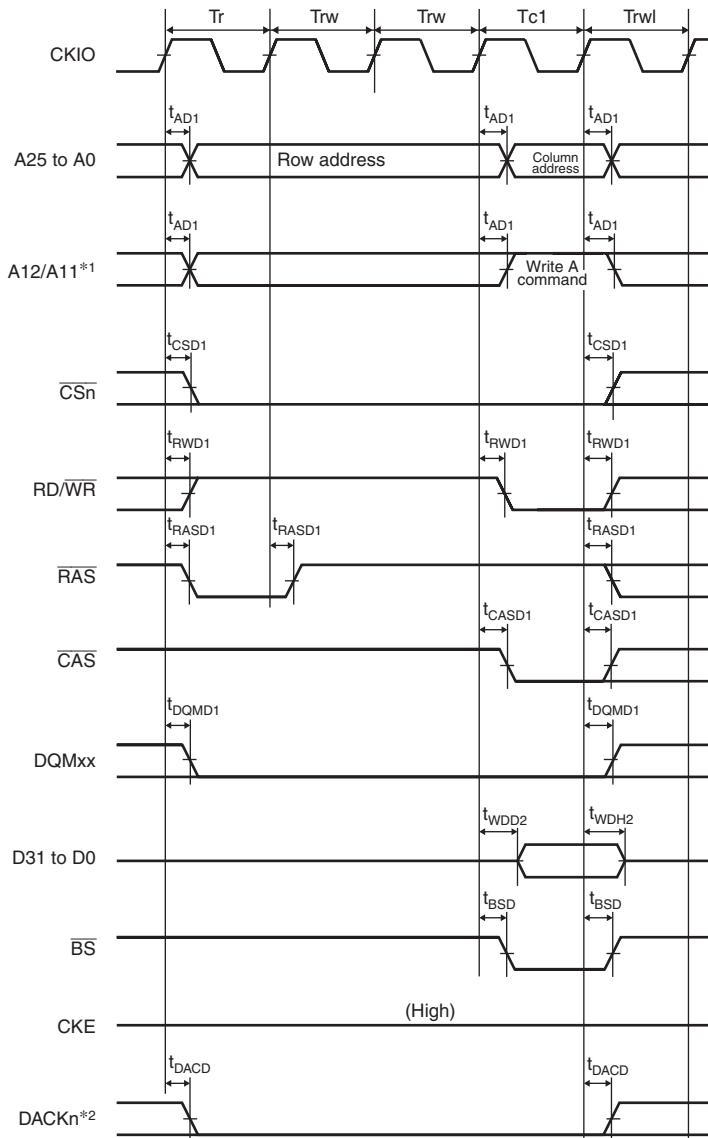 Tr Trw Trw Tc1 Trwl
CKIO
tAD1 tAD1 tAD1
A25 to A0 Row address Column address
tAD1 tAD1 tAD1
A12/A11*1 Write A command
tCSD1 tCSD1
CSn
tRWD1 tRWD1 tRWD1
RD/WR
tRASD1 tRASD1 tRASD1
RAS
tCASD1 tCASD1
CAS
tDQMD1 tDQMD1
DQMxx
tWDD2 tWDH2
D31 to D0
tBSD tBSD
BS
(High)
CKE
tDACD tDACD
DACKn*2